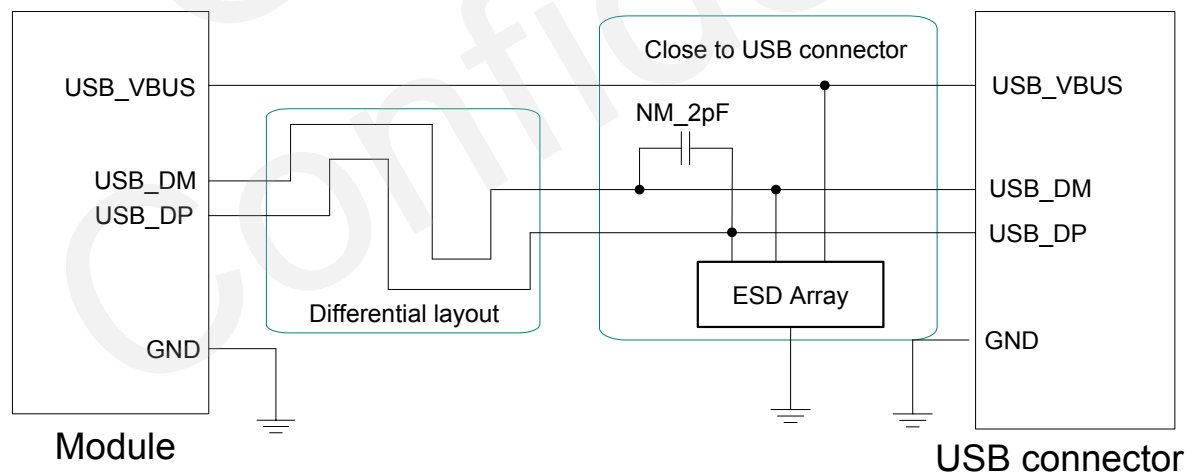 Confid
Close to USB connector
USB_VBUS
USB_VBUS
NM_2pF
USB_DM
USB_DM
USB_DP
USB_DP
ESD Array
Differential layout
GND
GND
Module
USB connector